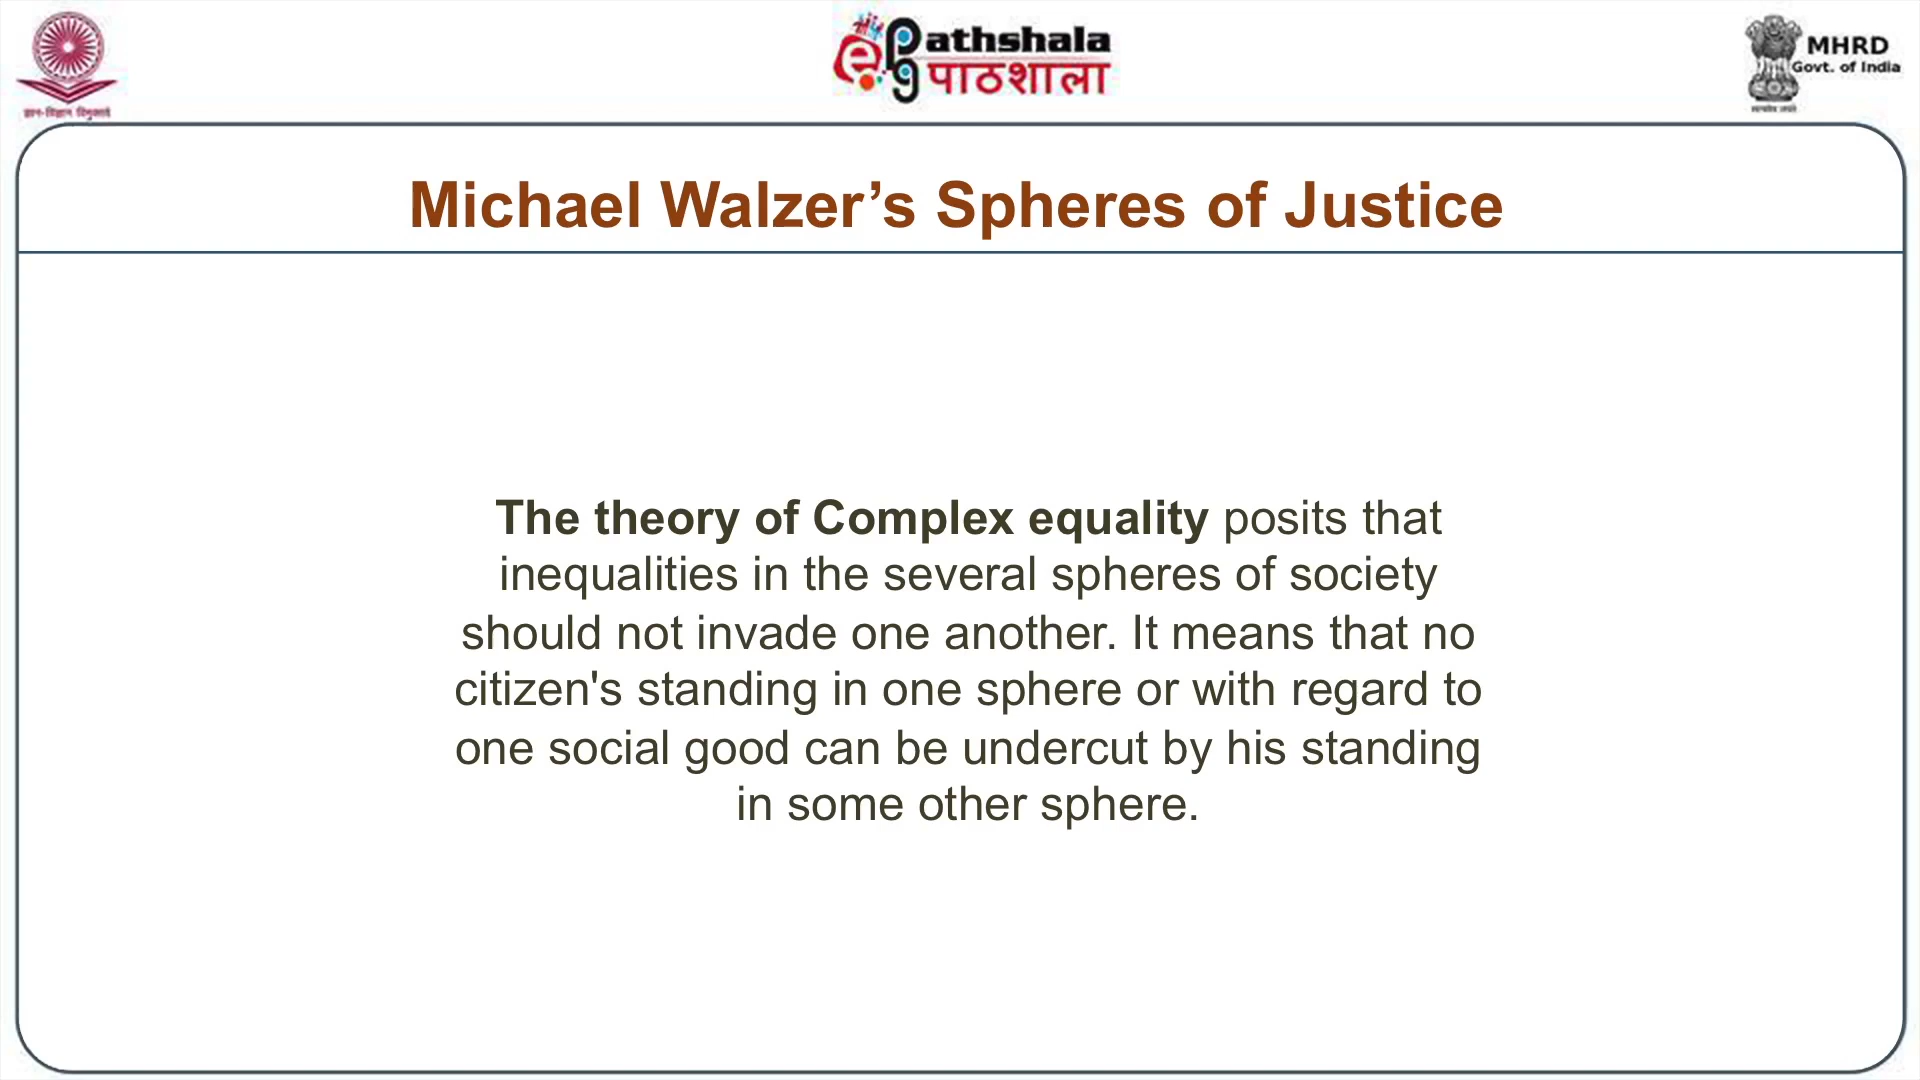 Pathshala
पाठशाला
MHRD
Govt. of India
ज्ञान-विज्ञान विमुक्तये
Michael Walzer’s Spheres of Justice
The theory of Complex equality posits that
inequalities in the several spheres of society
should not invade one another. It means that no
citizen's standing in one sphere or with regard to
one social good can be undercut by his standing
in some other sphere.